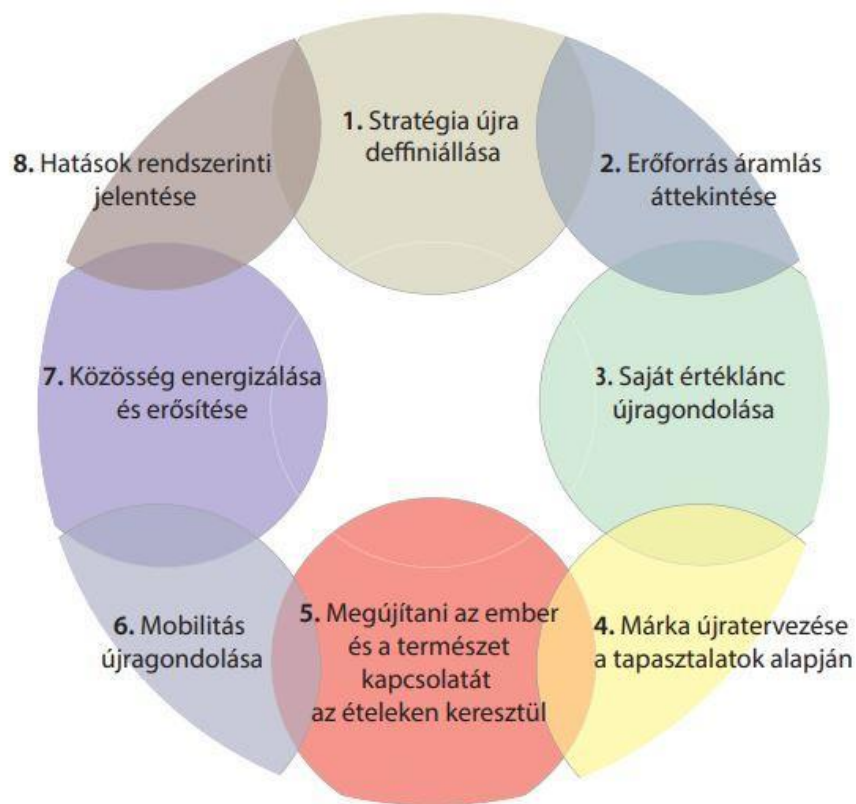 1. Stratégia újra
deffiniállása
2. Erőforrás áramlás
áttekintése
3. Saját értéklánc
újragondolása
4. Márka újratervezése
a tapasztalatok alapján
5. Megújítani az ember
és a természet
kapcsolatát
az ételeken keresztül
6. Mobilitás
újragondolása
7. Közösség energizálása
és erősítése
8. Hatások rendszerinti
jelentése